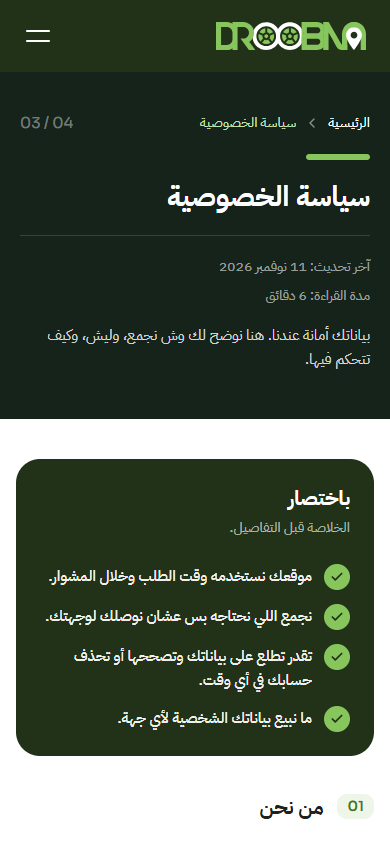 DROOBNA
الرئيسية > سياسة الخصوصية
03 / 04
سياسة الخصوصية
آخر تحديث: 11 نوفمبر 2026
مدة القراءة: 6 دقائق
بياناتك أمانة عندنا. هنا نوضح لك وش نجمع، وليش، وكيف
تتحكم فيها.
باختصار
الخلاصة قبل التفاصيل.
موقعك نستخدمه وقت الطلب وخلال المشوار.
نجمع اللي نحتاجه بس عشان نوصلك لوجهتك.
تقدر تطلع على بياناتك وتصححها أو تحذف
حسابك في أي وقت.
ما نبيع بياناتك الشخصية لأي جهة.
01 من نحن